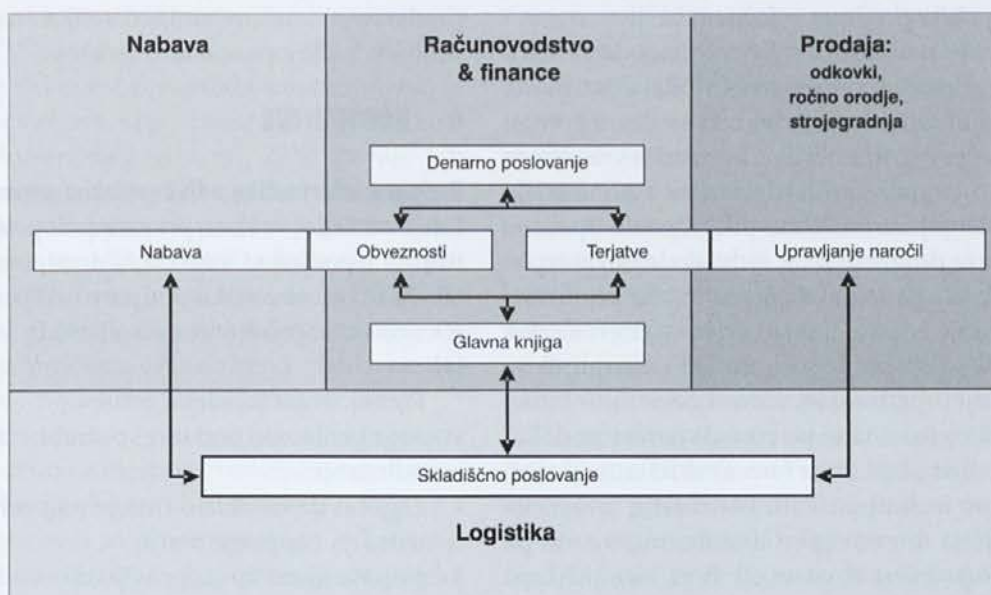 Nabava
Računovodstvo
& finance
Prodaja:
odkovki,
ročno orodje,
strojegradnja
Denarno poslovanje
Nabava
Obveznosti
Terjatve
Upravljanje naročil
Glavna knjiga
Skladiščno poslovanje
Logistika